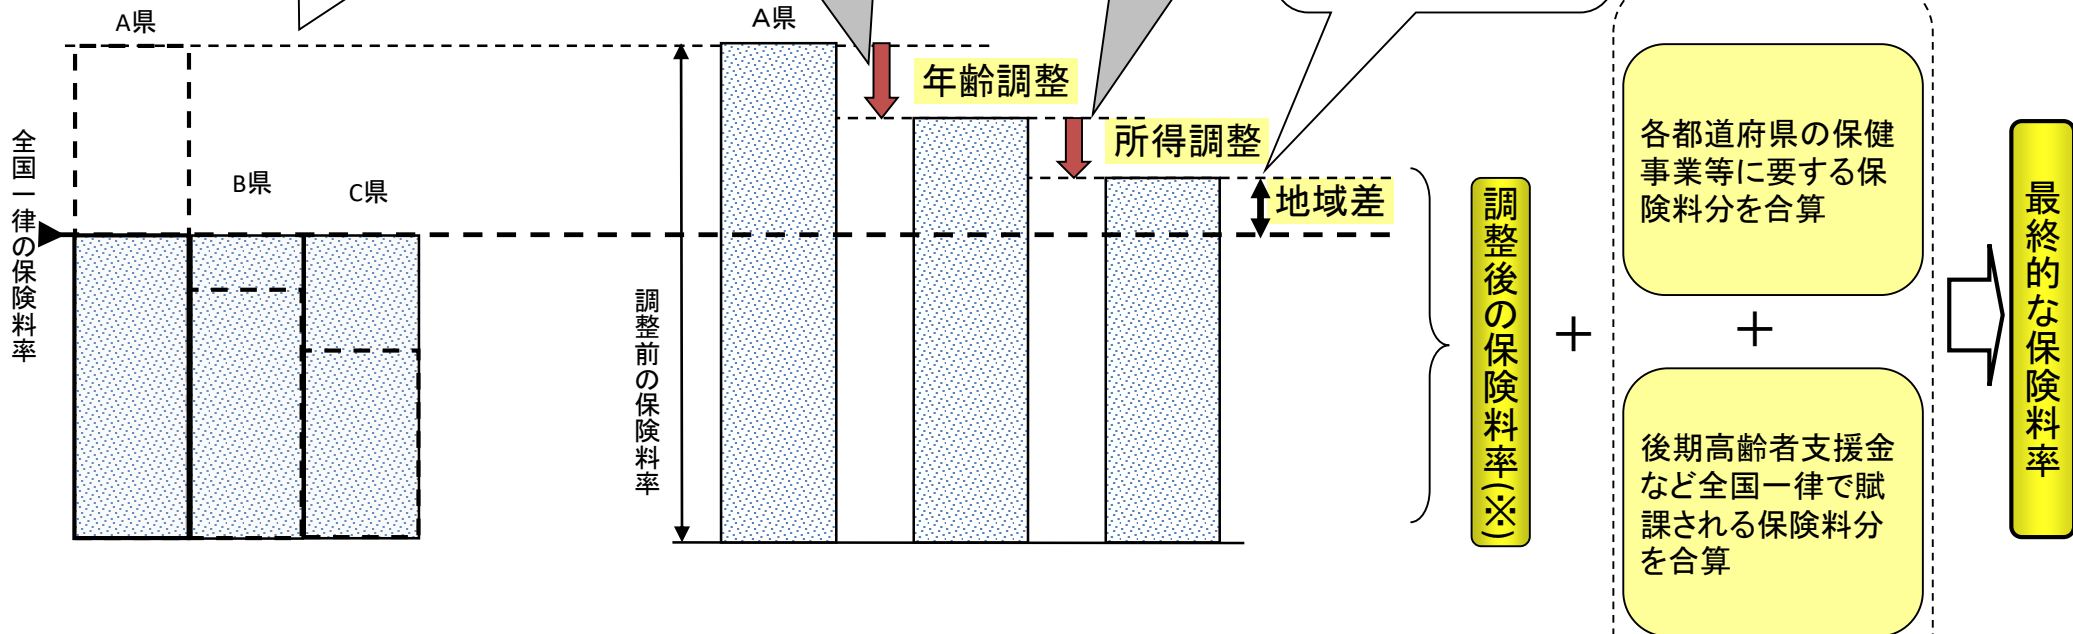 A県
全国一律の保険料率
B県
C県
A県
調整前の保険料率
年齢調整
所得調整
地域差
調整後の保険料率(※)
＋
各都道府県の保健
事業等に要する保
険料分を合算
＋
後期高齢者支援金
など全国一律で賦
課される保険料分
を合算
最終的な保険料率